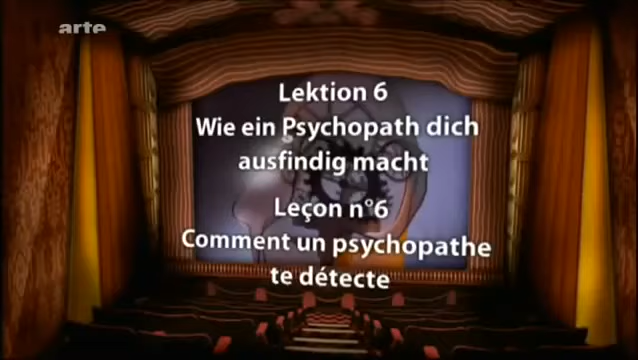 arte
Lektion 6
Wie ein Psychopath dich
ausfindig macht
Leçon n°6
Comment un psychopathe
te détecte